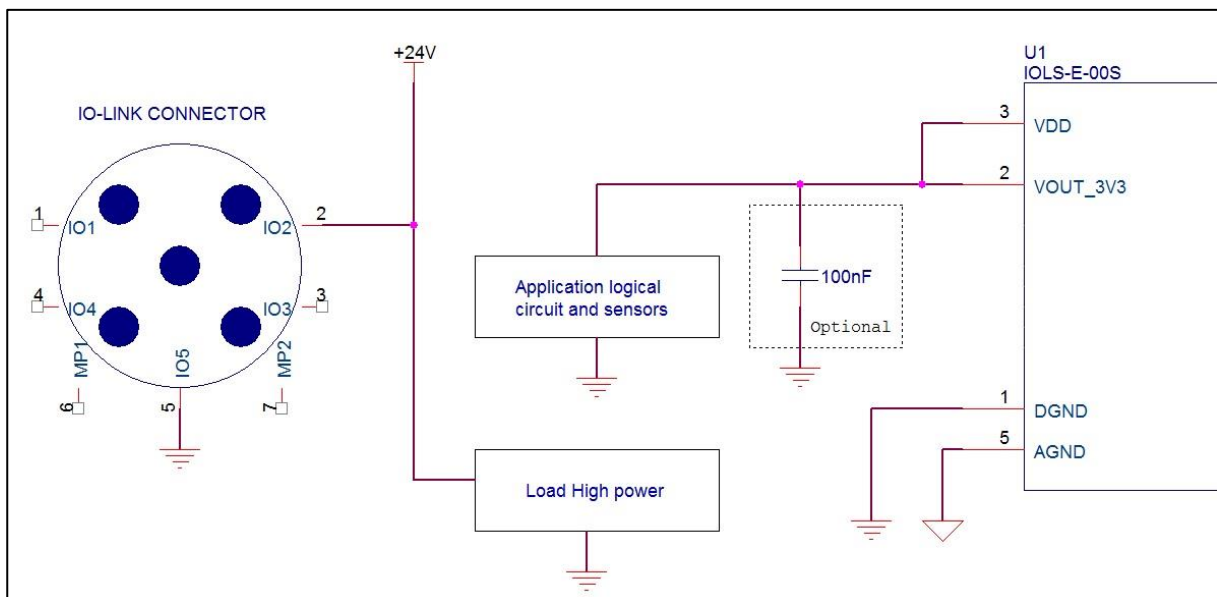 +24V
IO-LINK CONNECTOR
U1
IOLS-E-00S
3
VDD
2
VOUT_3V3
1
IO1
IO2
2
4
IO4
IO3
3
MP1
IO5
MP2
6
5
7
Application logical
circuit and sensors
100nF
Optional
Load High power
1
DGND
5
AGND